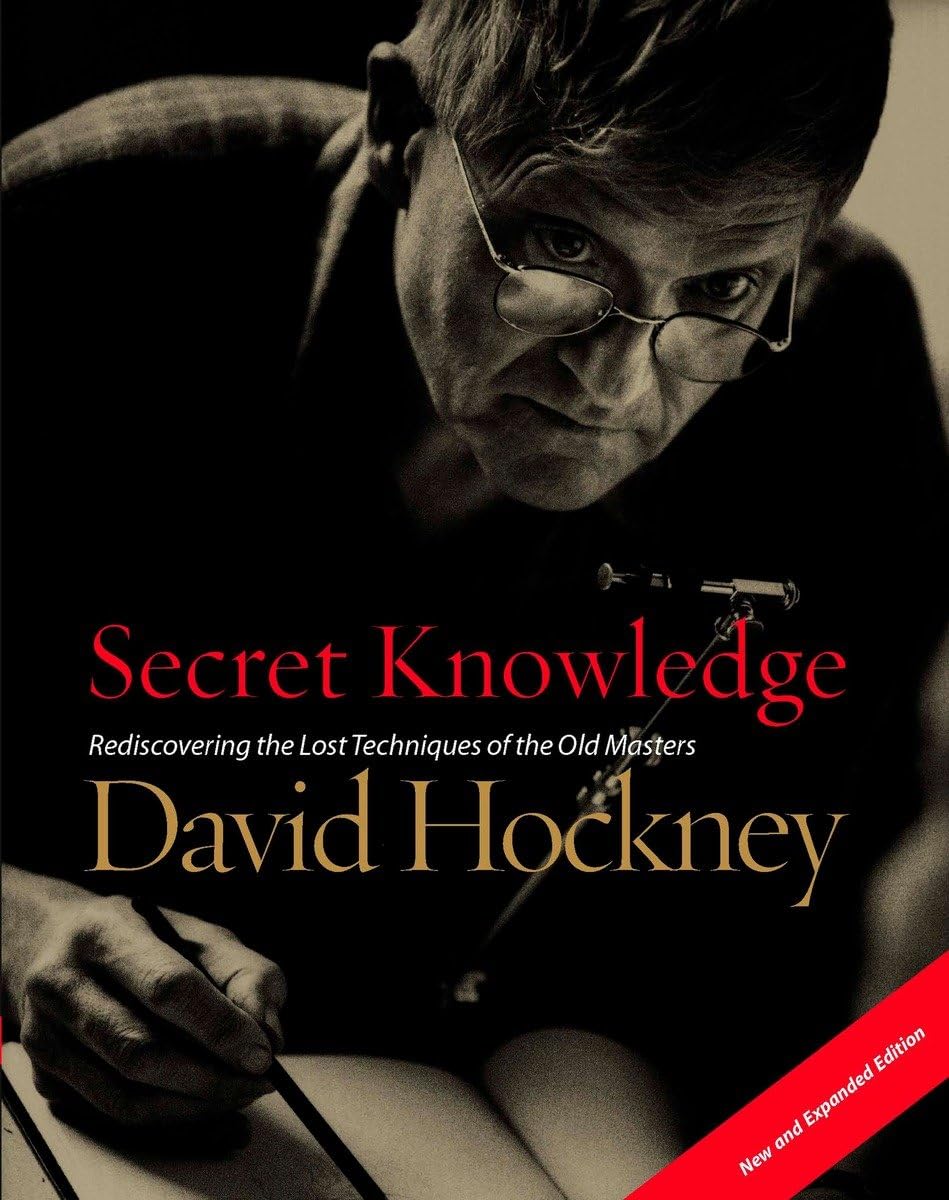 Secret Knowledge
Rediscovering the Lost Techniques of the Old Masters
David Hockney
New and Expanded Edition